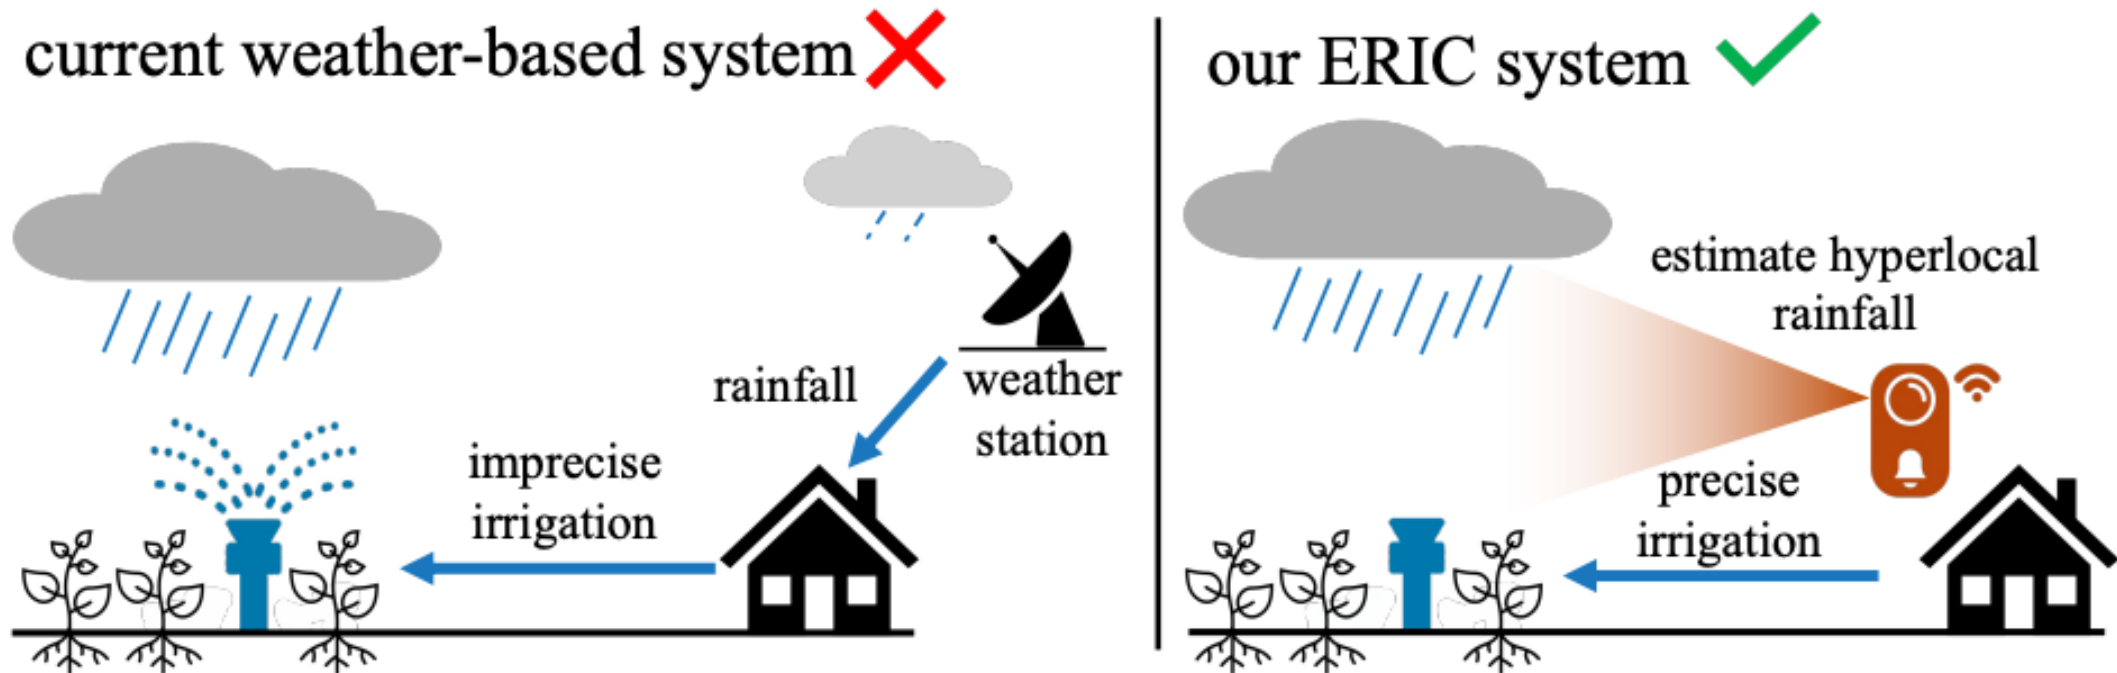 current weather-based system
rainfall
weather
station
imprecise
irrigation
our ERIC system
estimate hyperlocal
rainfall
precise
irrigation